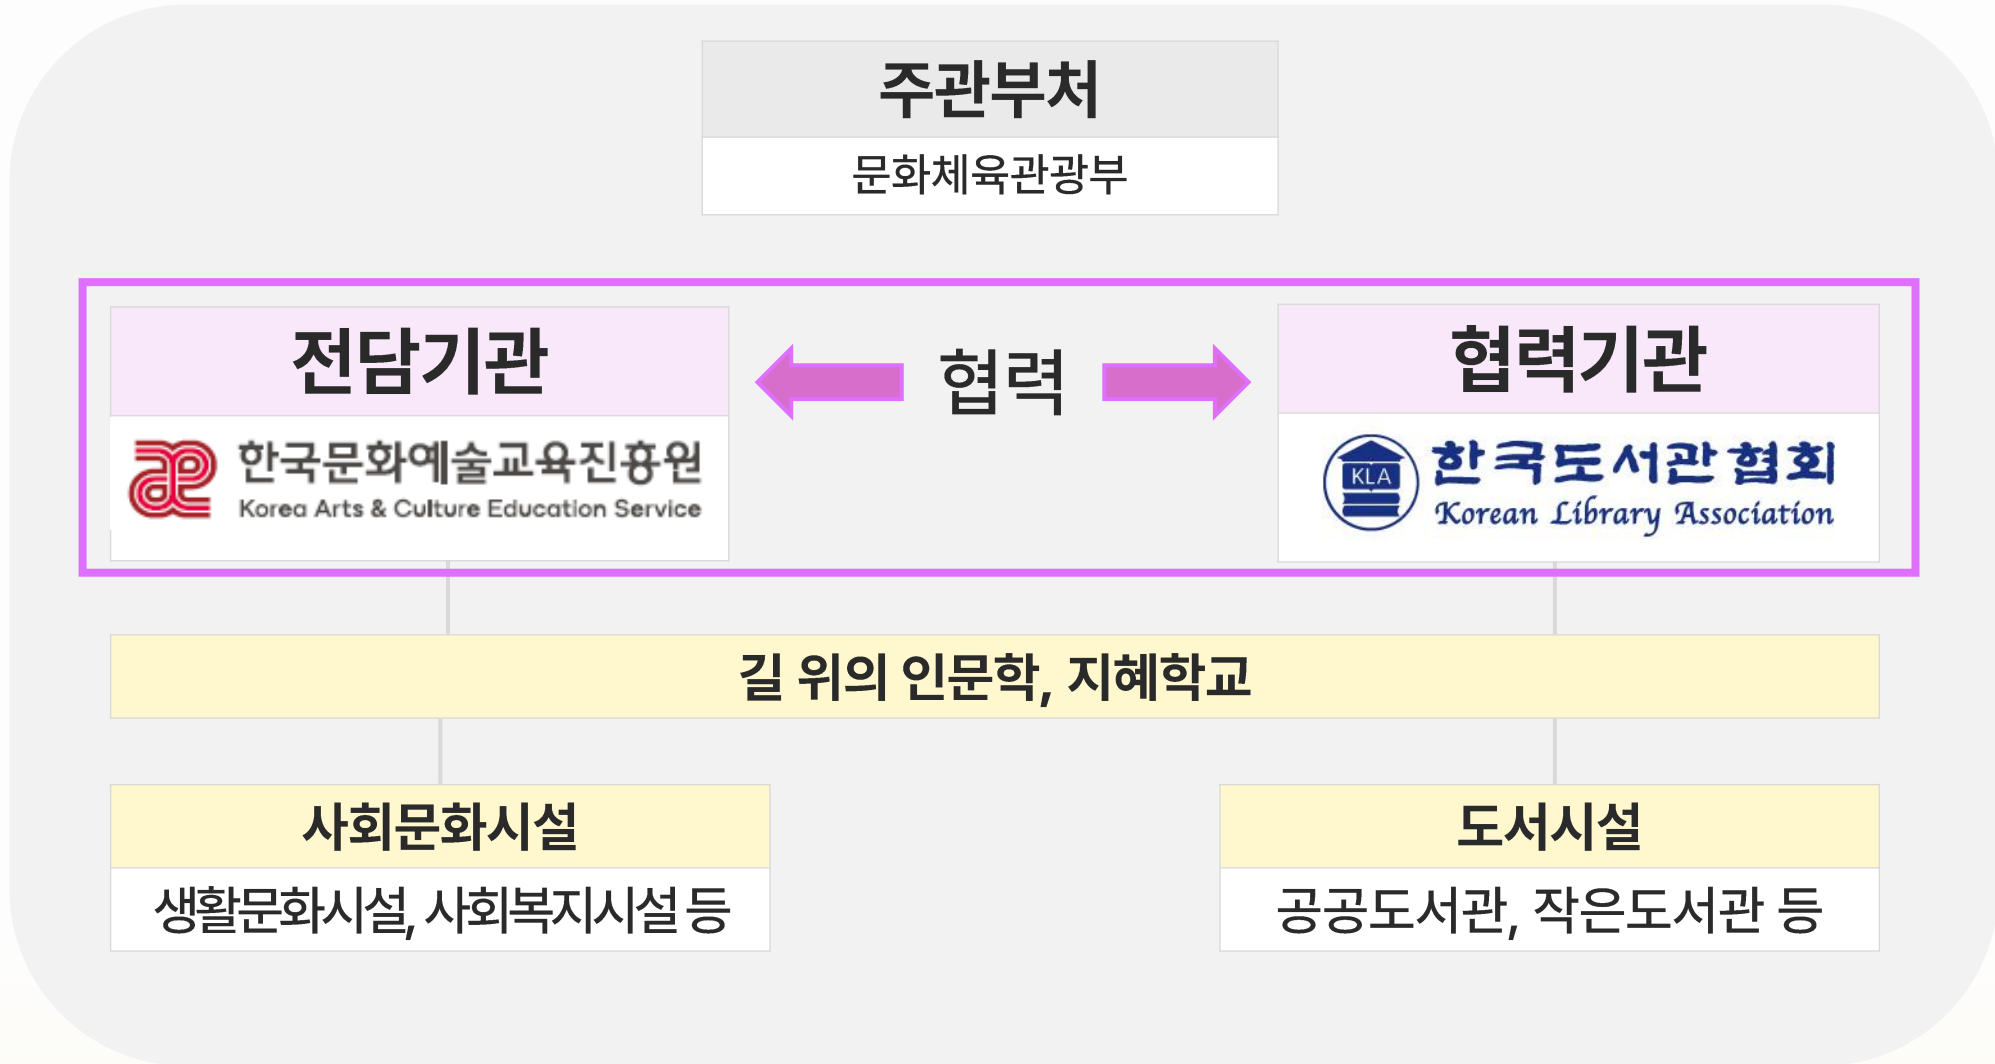 주관부처
문화체육관광부
전담기관
협력
협력기관
한국문화예술교육진흥원
Korea Arts & Culture Education Service
KLA
한국도서관협회
Korean Library Association
길 위의 인문학, 지혜학교
사회문화시설
생활문화시설, 사회복지시설 등
도서시설
공공도서관, 작은도서관 등